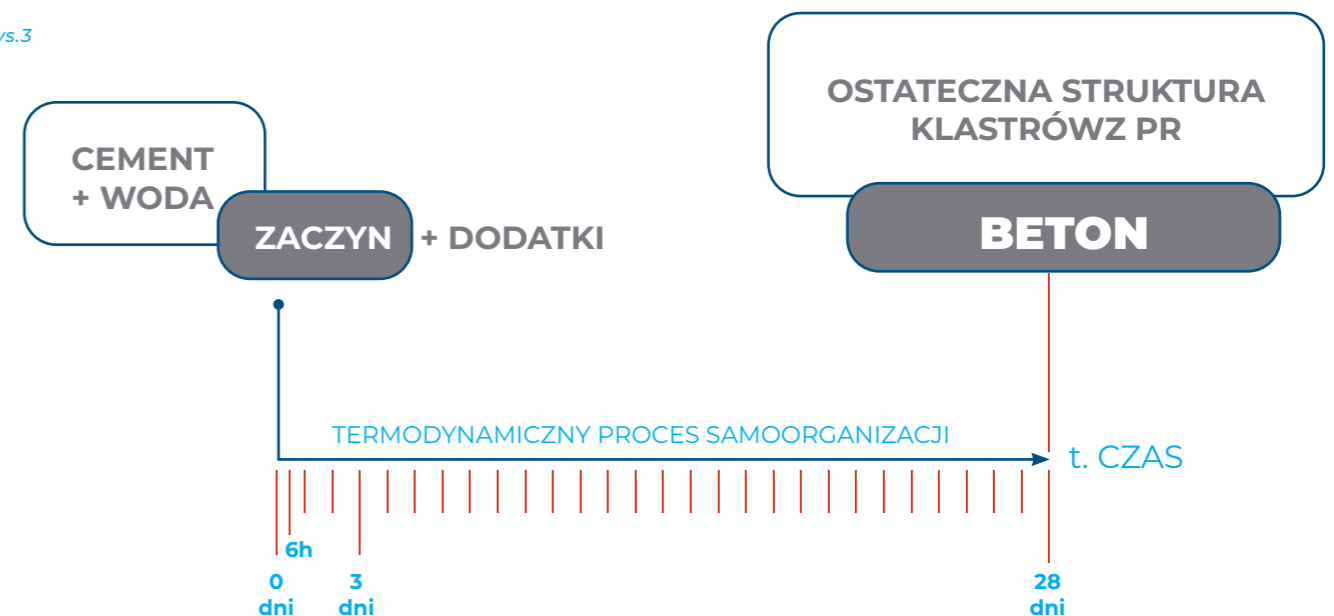 ys.3
CEMENT
+ WODA
ZACZYN + DODATKI
OSTATECZNA STRUKTURA
KLASTRÓWZ PR
BETON
TERMODYNAMICZNY PROCES SAMOORGANIZACJI
t. CZAS
6h
0
dni
3
dni
28
dni